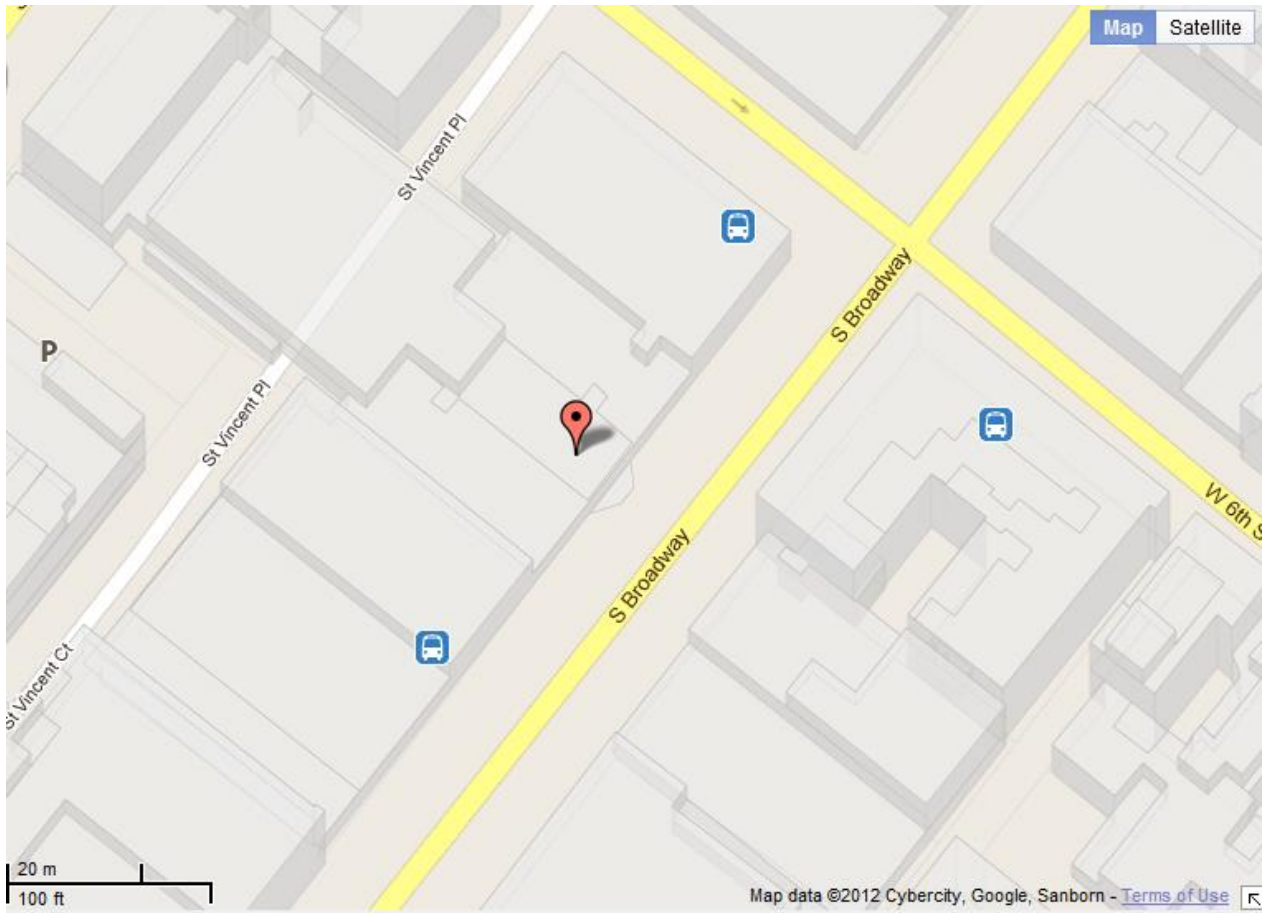 Map
Satellite
St Vincent Pl
S Broadway
P
St Vincent Pl
W 6th S
S Broadway
St Vincent Ct
20 m
100 ft
Map data ©2012 Cybercity, Google, Sanborn - Terms of Use